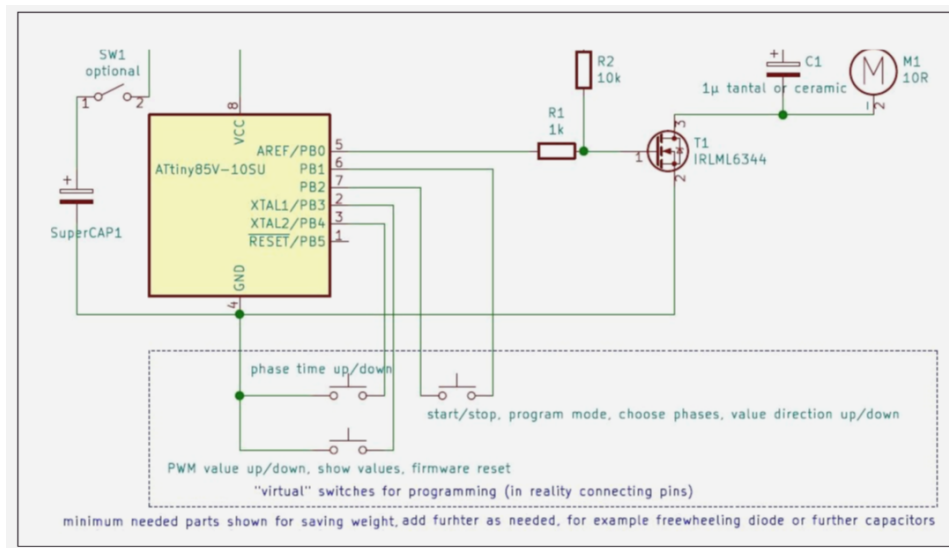 SW1
optional
1
2
+
SuperCAP1
8
VCC
ATtiny85V-10SU
AREF/PB0
5
PB1
6
PB2
7
XTAL1/PB3
2
XTAL2/PB4
3
RESET/PB5
1
GND
4
R2
10k
R1
1k
1
3
2
T1
IRLML6344
+
C1
1μ tantal or ceramic
M
M1
10R
2
phase time up/down
start/stop, program mode, choose phases, value direction up/down
PWM value up/down, show values, firmware reset
"virtual" switches for programming (in reality connecting pins)
minimum needed parts shown for saving weight, add furhter as needed, for example freewheeling diode or further capacitors